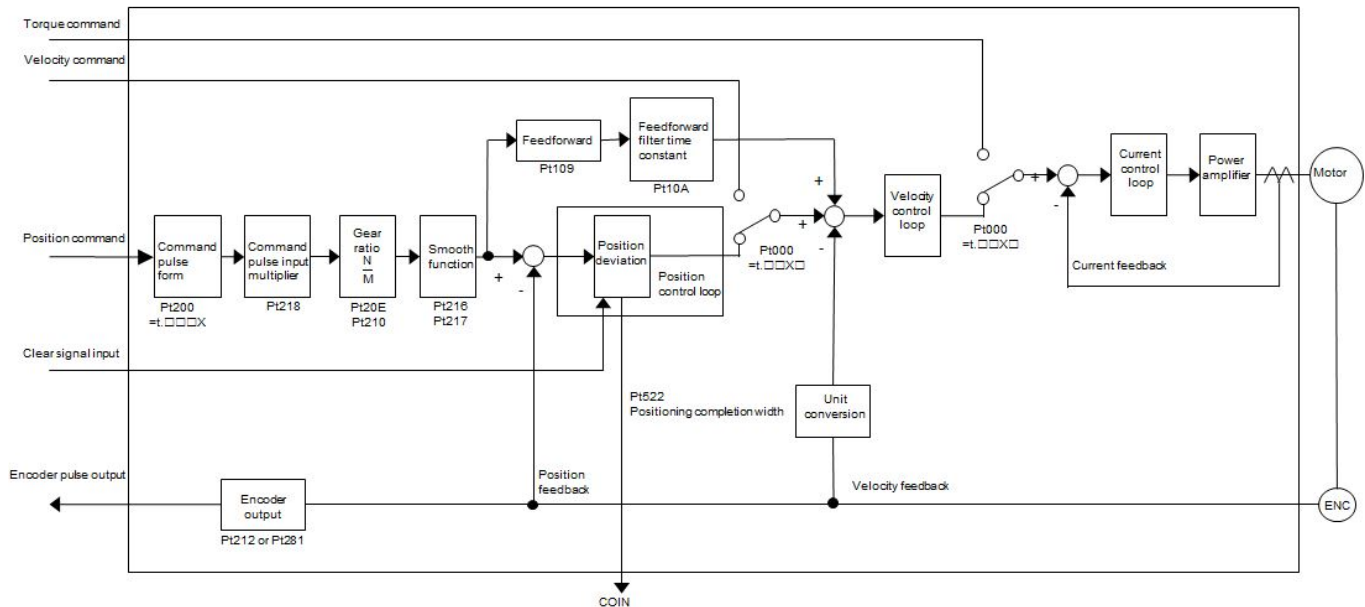 Torque command
Velocity command
Feedforward
Pt109
Feedforward
filter time
constant
Pt10A
Position command
Command
pulse
form
Pt200
=t.□□□X
Command
pulse input
multiplier
Pt218
Gear
ratio
N
M
Pt20E
Pt210
Smooth
function
Pt216
Pt217
+
-
Position
deviation
Position
control loop
Pt000
=t.□□X□
+
+
-
Velocity
control
loop
Pt000
=t.□□X□
+
-
Current
control
loop
Power
amplifier
Motor
Current feedback
Clear signal input
Pt522
Positioning completion width
Unit
conversion
Encoder pulse output
Encoder
output
Pt212 or Pt281
Position
feedback
Velocity feedback
ENC
COIN